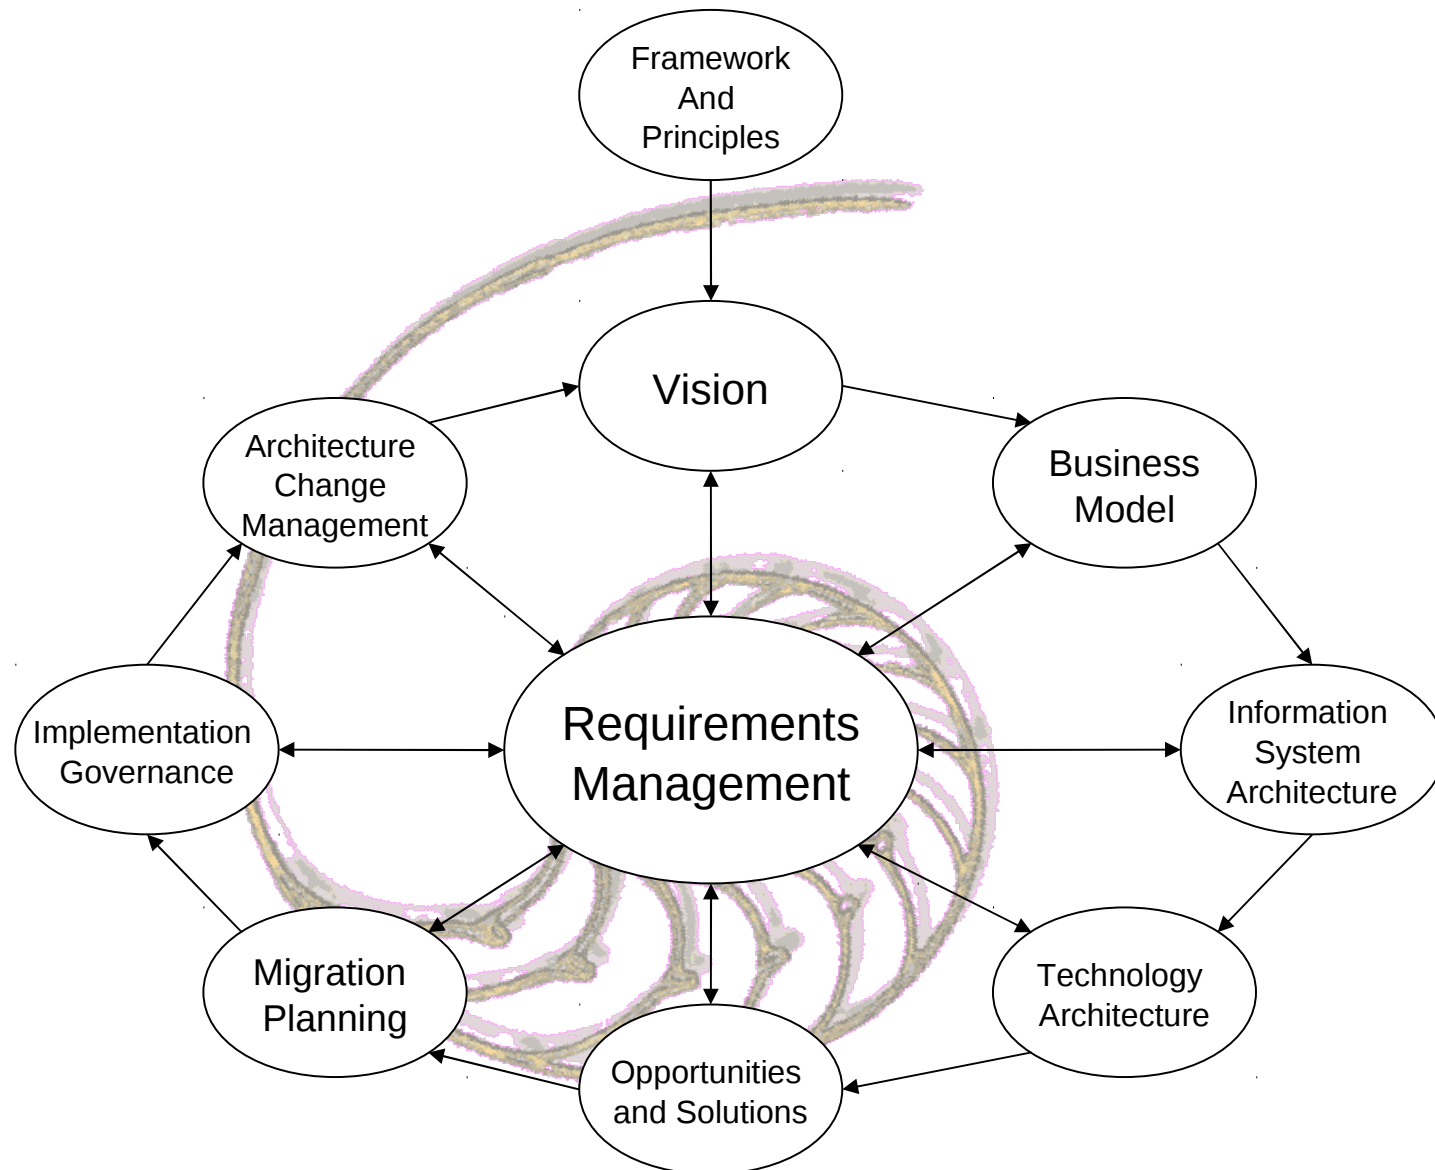 Framework
And
Principles
Vision
Architecture
Change
Management
Business
Model
Requirements
Management
Implementation
Governance
Information
System
Architecture
Migration
Planning
Technology
Architecture
Opportunities
and Solutions